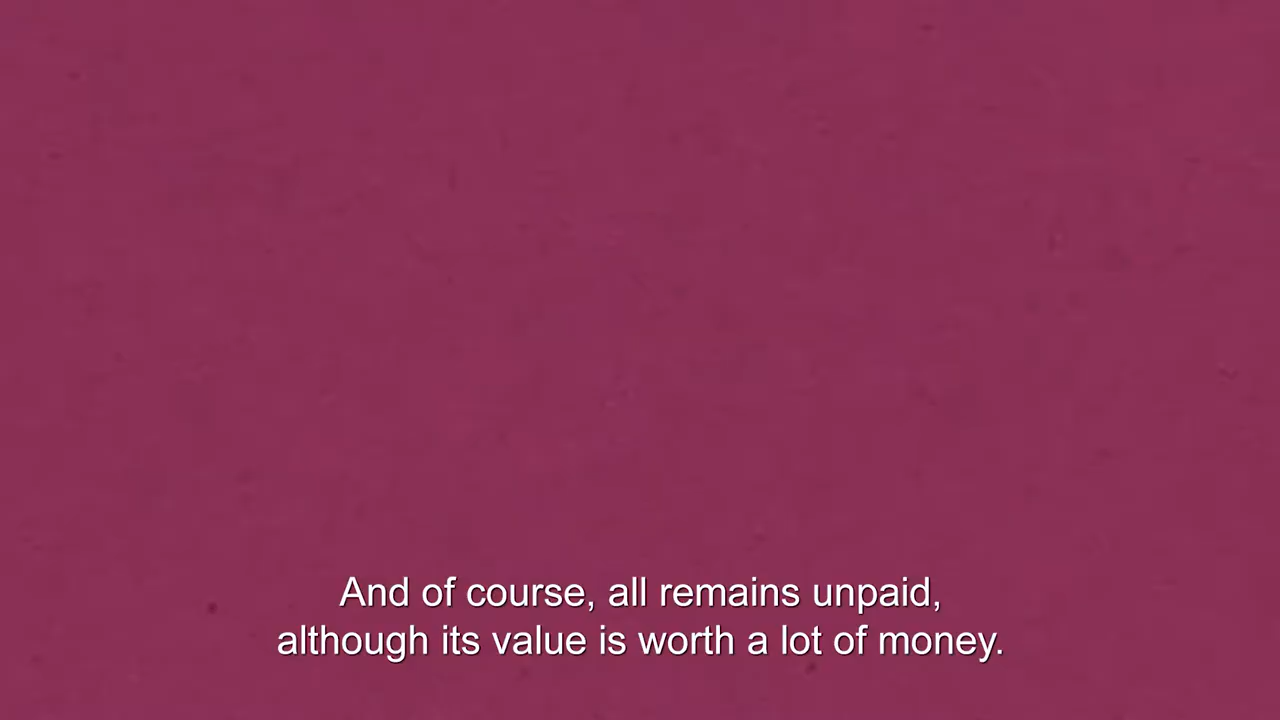 And of course, all remains unpaid,
although its value is worth a lot of money.